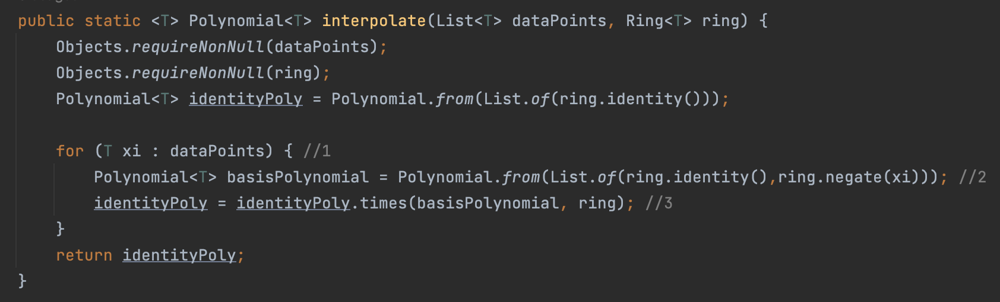 public static <T> Polynomial<T> interpolate(List<T> dataPoints, Ring<T> ring) {
Objects.requireNonNull(dataPoints);
Objects.requireNonNull(ring);
Polynomial<T> identityPoly = Polynomial.from(List.of(ring.identity()));
for (T xi : dataPoints) { //1
Polynomial<T> basisPolynomial = Polynomial.from(List.of(ring.identity(),ring.negate(xi))); //2
identityPoly = identityPoly.times(basisPolynomial, ring); //3
}
return identityPoly;
}